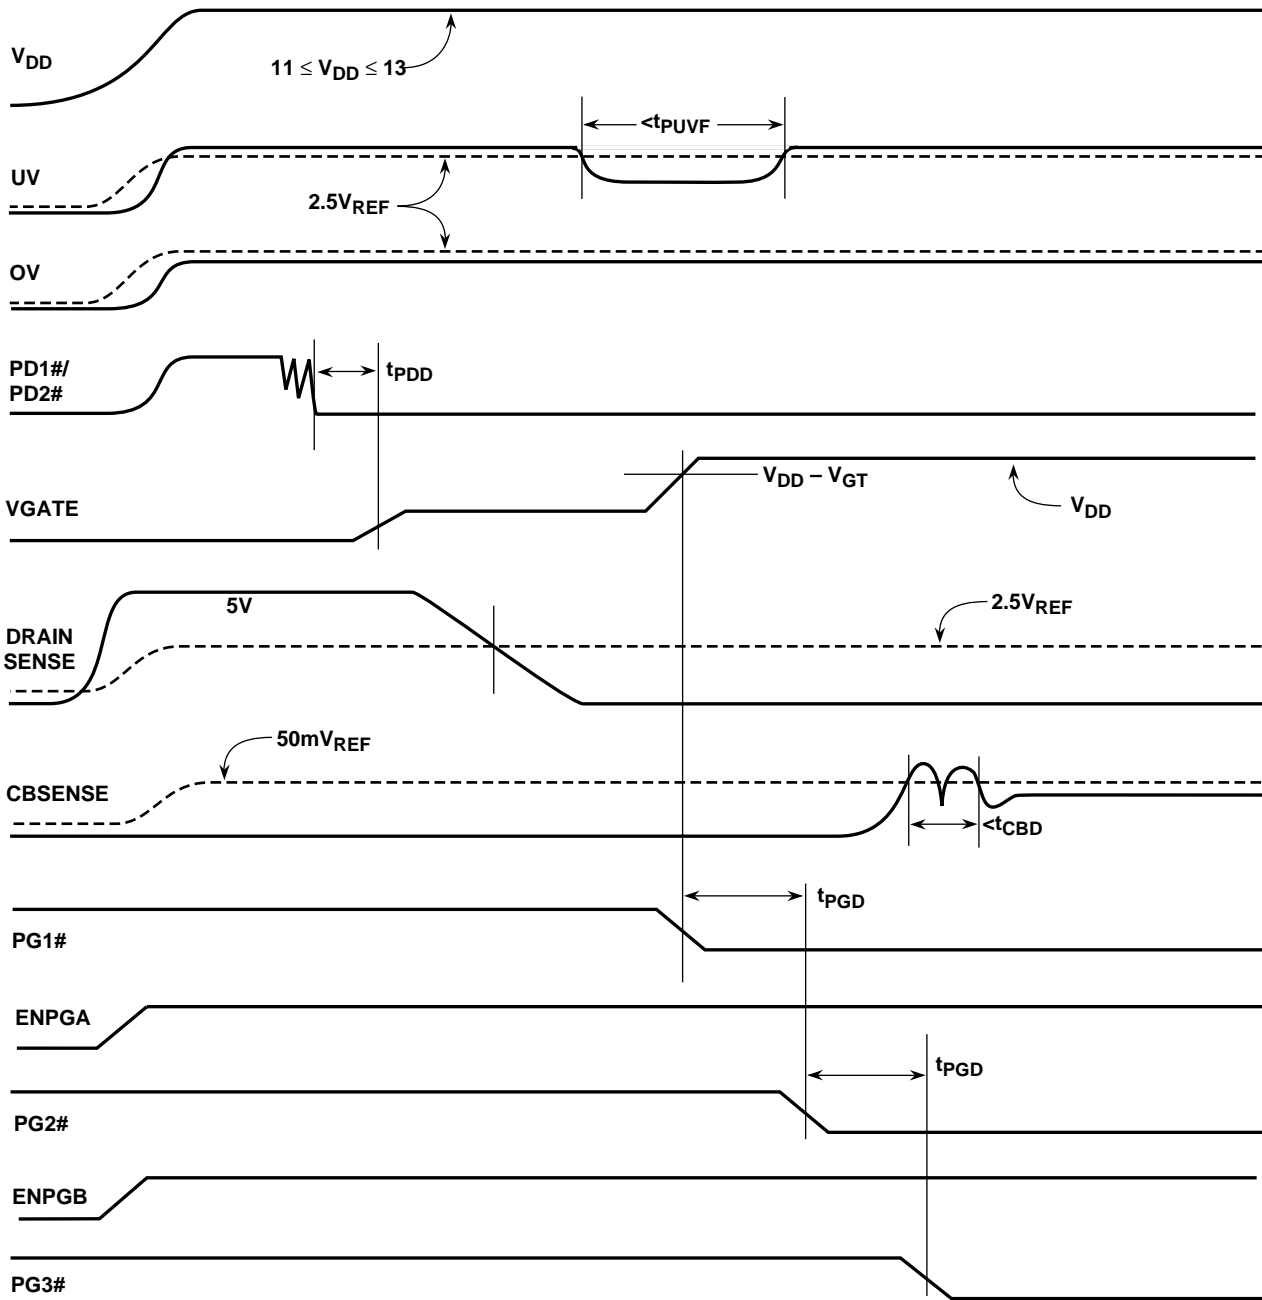 V_DD
11 ≤ V_DD ≤ 13
<t_PUVF
UV
2.5V_REF
OV
PD1#/
PD2#
t_PDD
V_DD – V_GT
VGATE
V_DD
5V
2.5V_REF
DRAIN
SENSE
50mV_REF
CBSENSE
<t_CBD
t_PGD
PG1#
ENPGA
t_PGD
PG2#
ENPGB
PG3#